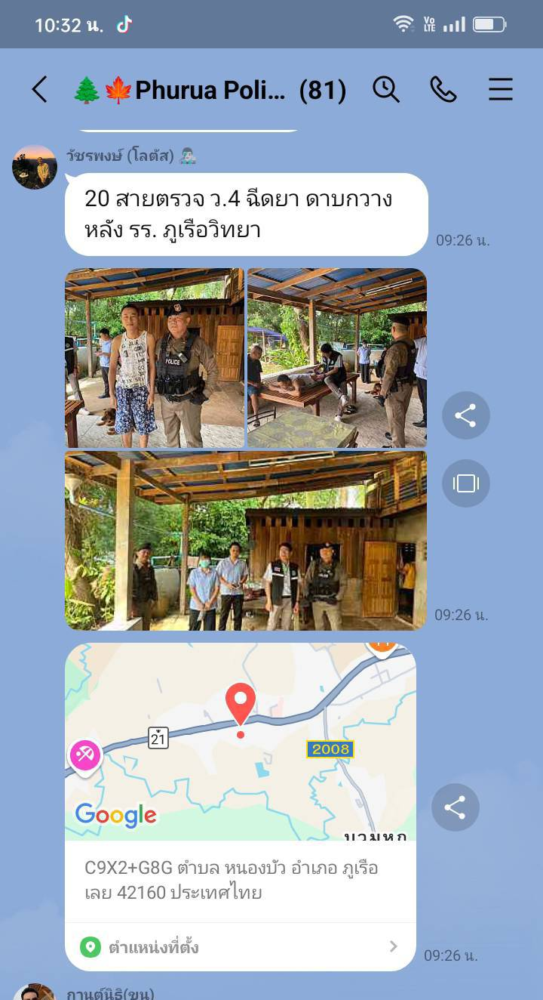 10:32 น.
Vo LTE
Phurua Poli... (81)
วัชรพงษ์ (โลตัส)
20 สายตรวจ ว.4 ฉีดยา ดาบกวาง
หลัง รร. ภูเรือวิทยา
09:26 น.
POLICE
09:26 น.
21
2008
Google
บวมหก
C9X2+G8G ตำบล หนองบัว อำเภอ ภูเรือ
เลย 42160 ประเทศไทย
ตำแหน่งที่ตั้ง
09:26 น.
กานต์นิธิ(ขุน)